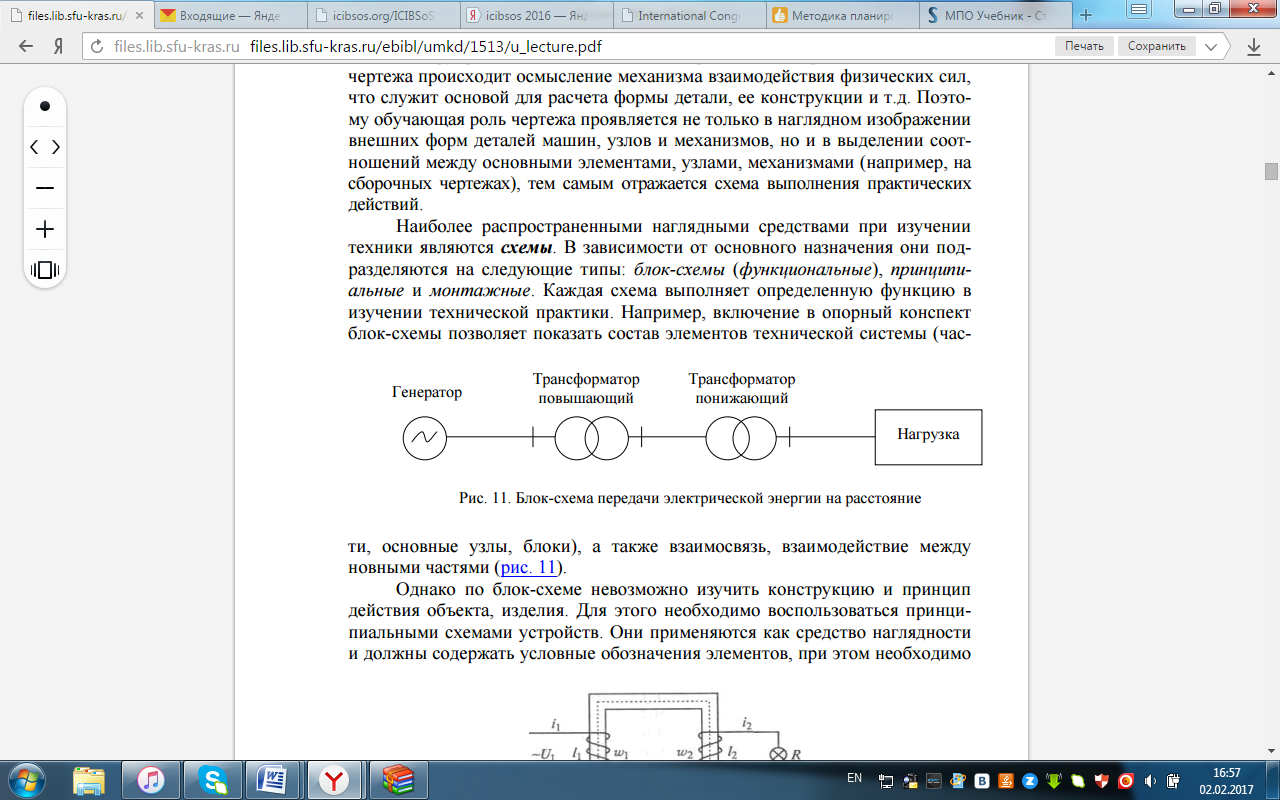 files.lib.sfu-kras.ru/
Входящие — Янде
icibsos.org/ICIBSoS
icibsos 2016 —Ян
International Cong
Методика планир
МПО Учебник - Ст
files.lib.sfu-kras.ru files.lib.sfu-kras.ru/ebibl/umkd/1513/u_lecture.pdf
Печать
Сохранить
чертежа происходит осмысление механизма взаимодействия физических сил,
что служит основой для расчета формы детали, ее конструкции и т.д. Поэто-
му обучающая роль чертежа проявляется не только в наглядном изображении
внешних форм деталей машин, узлов и механизмов, но и в выделении соот-
ношений между основными элементами, узлами, механизмами (например, на
сборочных чертежах), тем самым отражается схема выполнения практических
действий.
Наиболее распространенными наглядными средствами при изучении
техники являются схемы. В зависимости от основного назначения они под-
разделяются на следующие типы: блок-схемы (функциональные), принципи-
альные и монтажные. Каждая схема выполняет определенную функцию в
изучении технической практики. Например, включение в опорный конспект
блок-схемы позволяет показать состав элементов технической системы (час-
Генератор
Трансформатор
повышающий
Трансформатор
понижающий
Нагрузка
Рис. 11. Блок-схема передачи электрической энергии на расстояние
ти, основные узлы, блоки), а также взаимосвязь, взаимодействие между
новными частями (рис. 11).
Однако по блок-схеме невозможно изучить конструкцию и принцип
действия объекта, изделия. Для этого необходимо воспользоваться принци-
пиальными схемами устройств. Они применяются как средство наглядности
и должны содержать условные обозначения элементов, при этом необходимо
i1
i2
~U1 l1 w1 w2 l2 R
EN
16:57
02.02.2017